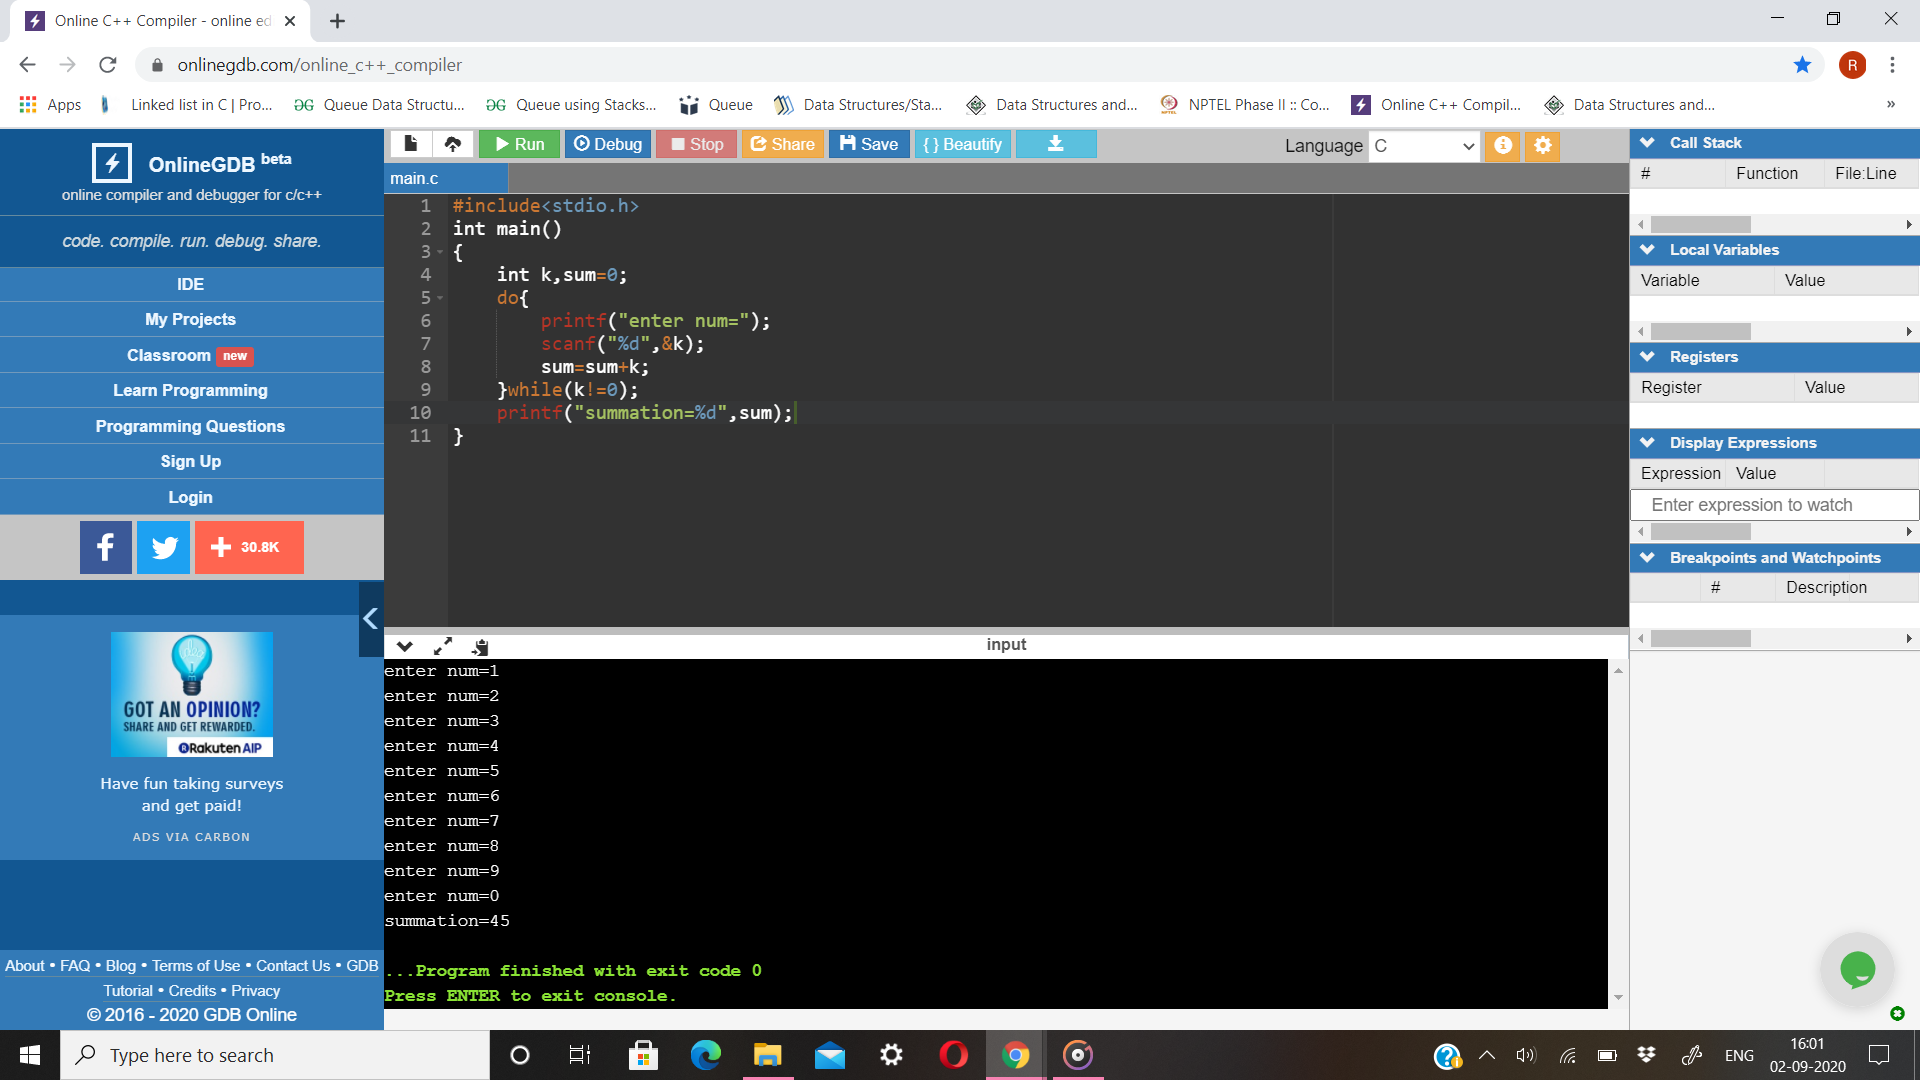 Online C++ Compiler - online ed
onlinegdb.com/online_c++_compiler
R
Apps
Linked list in C | Pro...
Queue Data Structu...
Queue using Stacks...
Queue
Data Structures/Sta...
Data Structures and...
NPTEL Phase II :: Co...
Online C++ Compil...
Data Structures and...
»
OnlineGDB beta
online compiler and debugger for c/c++
code. compile. run. debug. share.
IDE
My Projects
Classroom new
Learn Programming
Programming Questions
Sign Up
Login
f
+ 30.8K
GOT AN OPINION?
SHARE AND GET REWARDED.
Rakuten AIP
Have fun taking surveys
and get paid!
ADS VIA CARBON
About • FAQ • Blog • Terms of Use • Contact Us • GDB
Tutorial • Credits • Privacy
© 2016 - 2020 GDB Online
Run
Debug
Stop
Share
Save
{ } Beautify
Language C
main.c
1 #include<stdio.h>
2 int main()
3 {
4 int k,sum=0;
5 do{
6 printf("enter num=");
7 scanf("%d",&k);
8 sum=sum+k;
9 }while(k!=0);
10 printf("summation=%d",sum);
11 }
input
enter num=1
enter num=2
enter num=3
enter num=4
enter num=5
enter num=6
enter num=7
enter num=8
enter num=9
enter num=0
summation=45
...Program finished with exit code 0
Press ENTER to exit console.
Call Stack
# Function File:Line
Local Variables
Variable Value
Registers
Register Value
Display Expressions
Expression Value
Enter expression to watch
Breakpoints and Watchpoints
# Description
Type here to search
ENG
16:01
02-09-2020